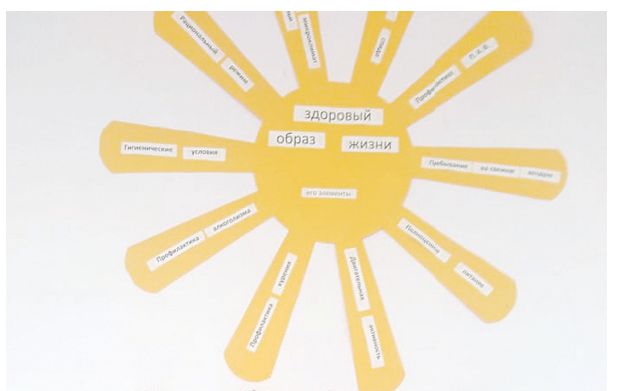 здоровый
образ жизни
его элементы
Рациональный режим
микроклимат
Профилактика П. А. В.
Пребывание на свежем воздухе
Полноценное питание
Двигательная активность
Профилактика курения
Профилактика алкоголизма
Гигиенические условия